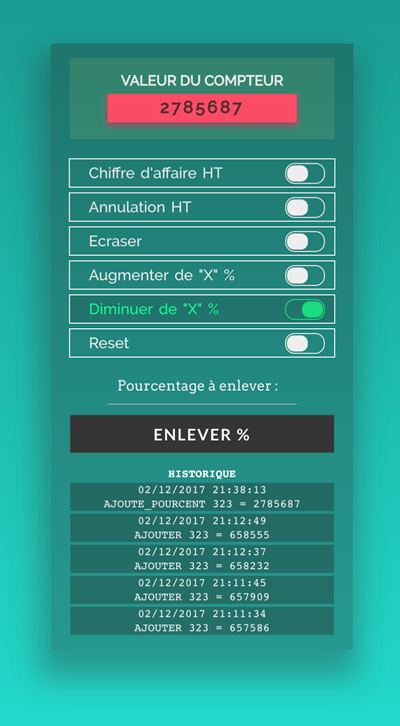 VALEUR DU COMPTEUR
2785687
Chiffre d'affaire HT
Annulation HT
Ecraser
Augmenter de "X" %
Diminuer de "X" %
Reset
Pourcentage à enlever :
ENLEVER %
HISTORIQUE
02/12/2017 21:38:13
AJOUTE_POURCENT 323 = 2785687
02/12/2017 21:12:49
AJOUTER 323 = 658555
02/12/2017 21:12:37
AJOUTER 323 = 658232
02/12/2017 21:11:45
AJOUTER 323 = 657909
02/12/2017 21:11:34
AJOUTER 323 = 657586